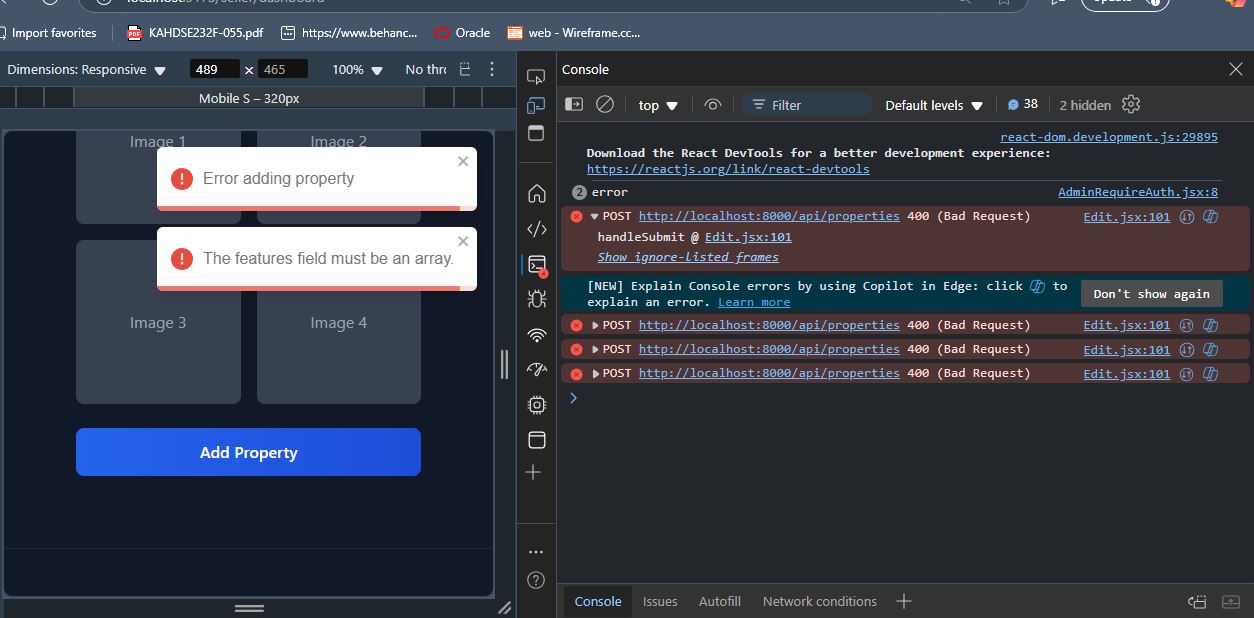 localhost:5173/seller/dashboard
Update
Import favorites
KAHDSE232F-055.pdf
https://www.behanc...
Oracle
web - Wireframe.cc...
Dimensions: Responsive
489 × 465
100%
No thro
Mobile S – 320px
Image 1
Image 2
Error adding property
The features field must be an array.
Image 3
Image 4
Add Property
Console
top
Filter
Default levels
38
2 hidden
react-dom.development.js:29895
Download the React DevTools for a better development experience:
https://reactjs.org/link/react-devtools
2 error AdminRequireAuth.jsx:8
POST http://localhost:8000/api/properties 400 (Bad Request) Edit.jsx:101
handleSubmit @ Edit.jsx:101
Show ignore-listed frames
[NEW] Explain Console errors by using Copilot in Edge: click to
explain an error. Learn more
Don't show again
POST http://localhost:8000/api/properties 400 (Bad Request) Edit.jsx:101
POST http://localhost:8000/api/properties 400 (Bad Request) Edit.jsx:101
POST http://localhost:8000/api/properties 400 (Bad Request) Edit.jsx:101
Console
Issues
Autofill
Network conditions